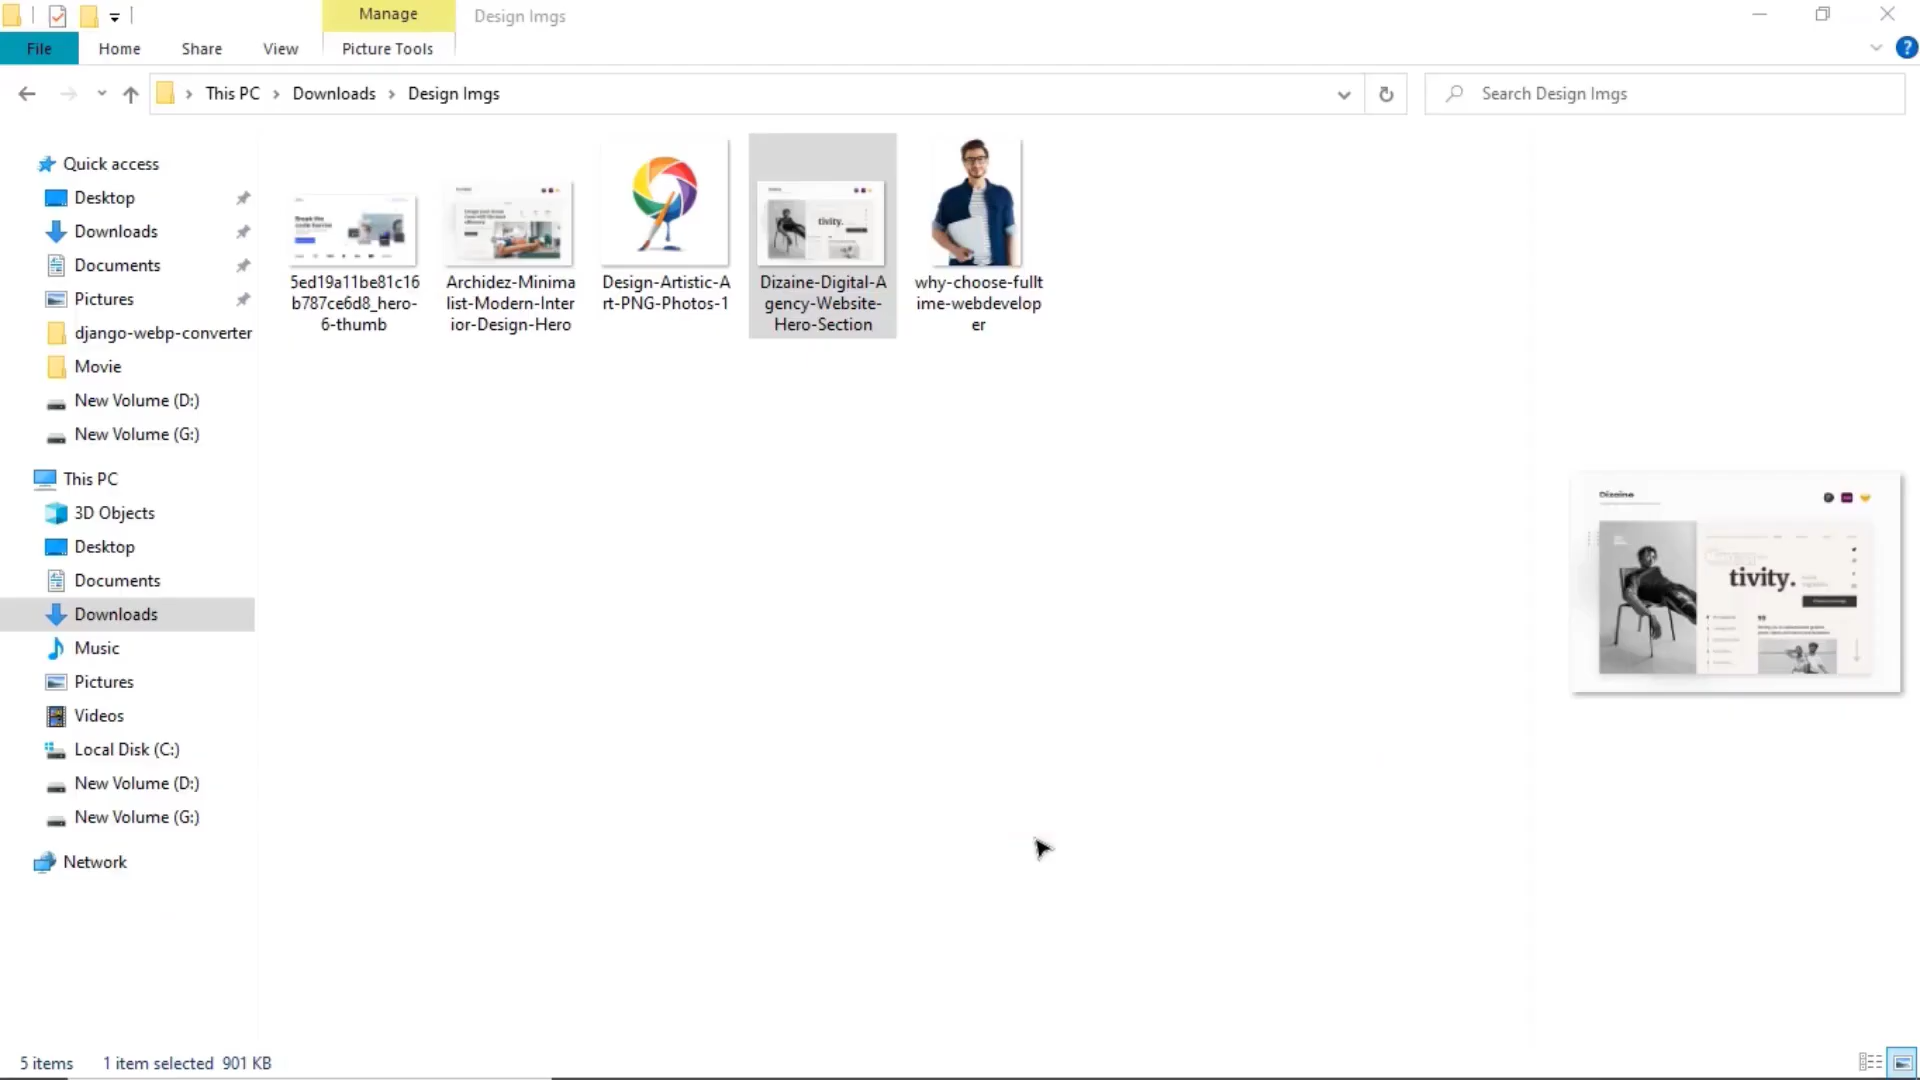 Manage
Design Imgs
File
Home
Share
View
Picture Tools
?
This PC
Downloads
Design Imgs
Search Design Imgs
Quick access
Desktop
Downloads
Documents
Pictures
django-webp-converter
Movie
New Volume (D:)
New Volume (G:)
This PC
3D Objects
Desktop
Documents
Downloads
Music
Pictures
Videos
Local Disk (C:)
New Volume (D:)
New Volume (G:)
Network
tivity.
5ed19a11be81c16
b787ce6d8_hero-
6-thumb
Archidez-Minima
list-Modern-Inter
ior-Design-Hero
Design-Artistic-A
rt-PNG-Photos-1
Dizaine-Digital-A
gency-Website-
Hero-Section
why-choose-fullt
ime-webdevelop
er
Dizaine
tivity.
5 items
1 item selected 901 KB